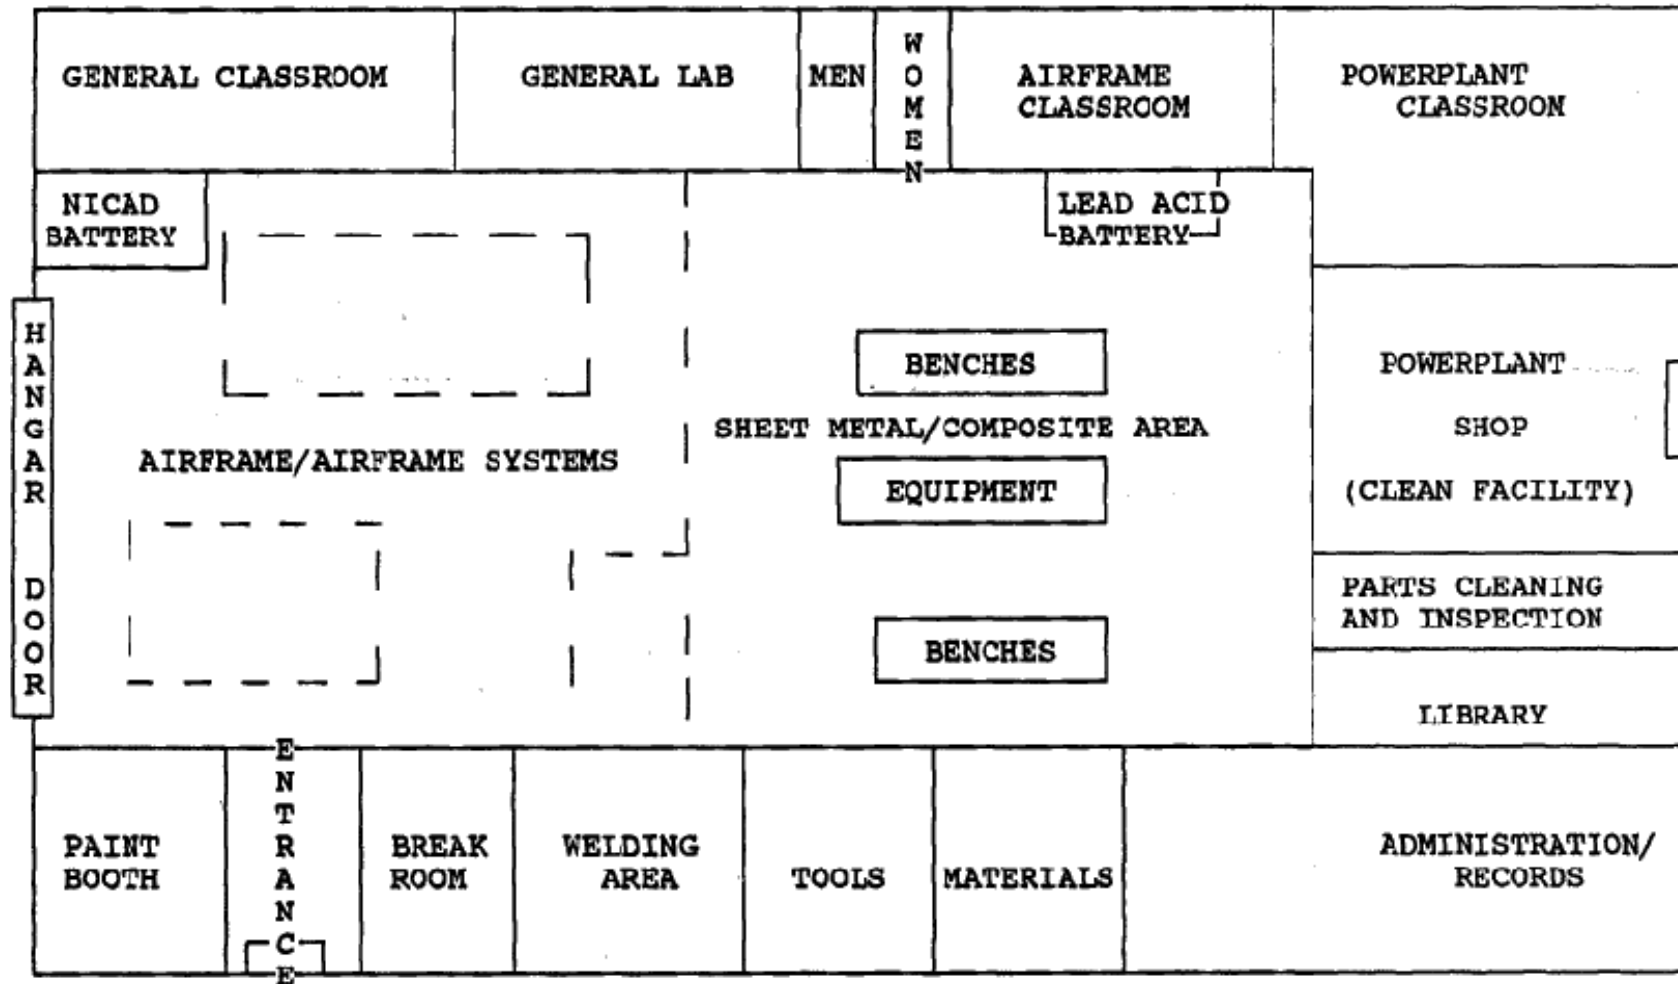 GENERAL CLASSROOM
GENERAL LAB
MEN
WOMEN
AIRFRAME
CLASSROOM
POWERPLANT
CLASSROOM
NICAD
BATTERY
LEAD ACID
BATTERY
HANGAR DOOR
BENCHES
SHEET METAL/COMPOSITE AREA
AIRFRAME/AIRFRAME SYSTEMS
EQUIPMENT
BENCHES
POWERPLANT
SHOP
(CLEAN FACILITY)
PARTS CLEANING
AND INSPECTION
LIBRARY
PAINT
BOOTH
ENTRANCE
BREAK
ROOM
WELDING
AREA
TOOLS
MATERIALS
ADMINISTRATION/
RECORDS